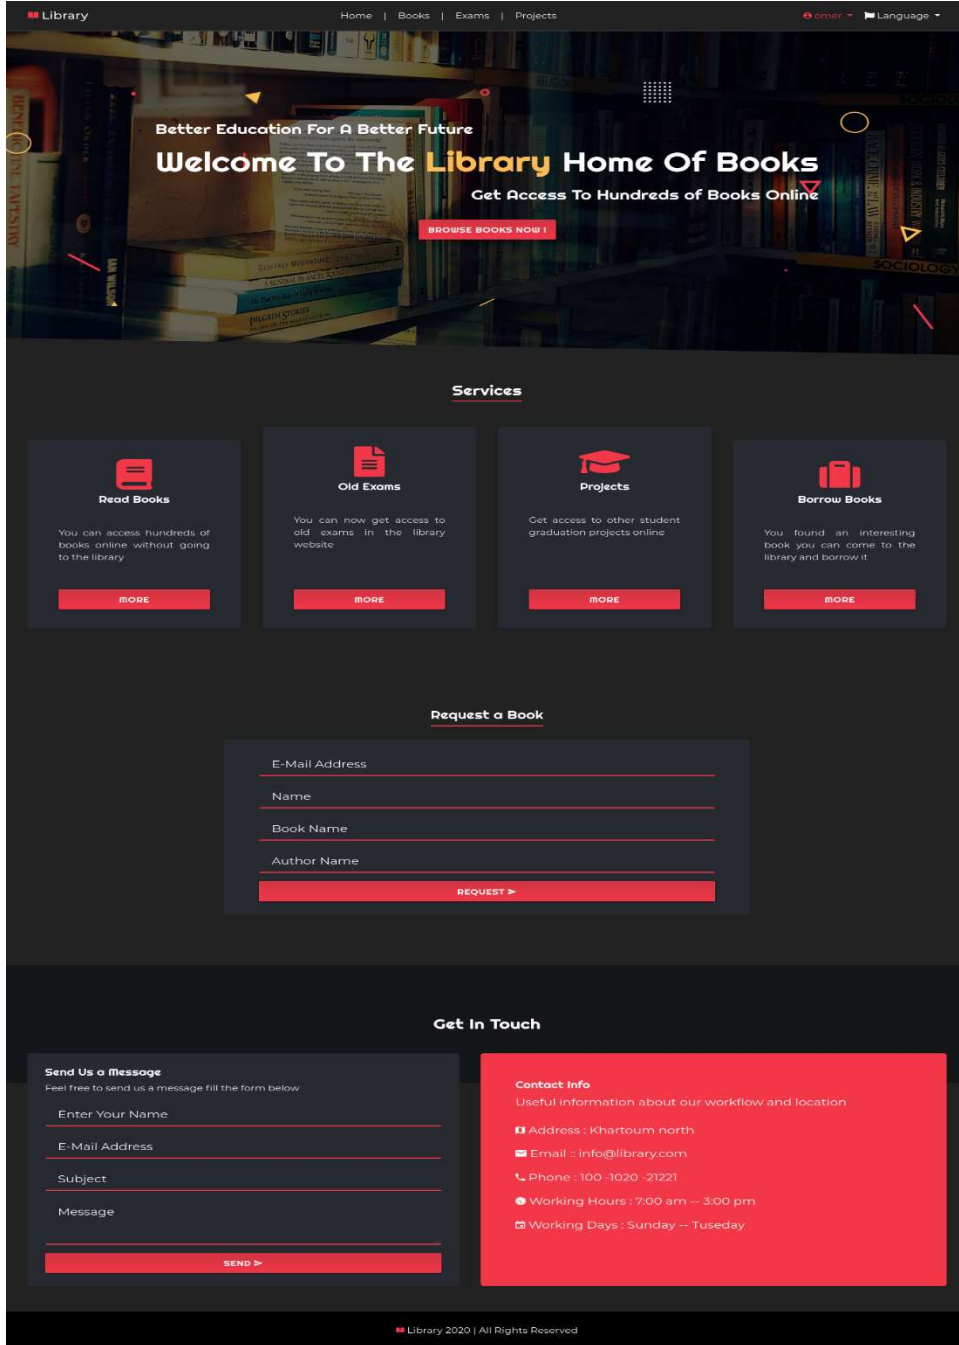 Library
Home | Books | Exams | Projects
omer
Language
Better Education For A Better Future
Welcome To The Library Home Of Books
Get Access To Hundreds of Books Online
BROWSE BOOKS NOW !
BENEDICTINE TAPESTRY
IAN WILSON
PILGRIM STORIES
SOCIOLOGY
Services
Read Books
You can access hundreds of
books online without going
to the library
MORE
Old Exams
You can now get access to
old exams in the library
website
MORE
Projects
Get access to other student
graduation projects online
MORE
Borrow Books
You found an interesting
book you can come to the
library and borrow it
MORE
Request a Book
E-Mail Address
Name
Book Name
Author Name
REQUEST
Get In Touch
Send Us a Message
Feel free to send us a message fill the form below
Enter Your Name
E-Mail Address
Subject
Message
SEND
Contact Info
Useful information about our workflow and location
Address : Khartoum north
Email :: info@library.com
Phone : 100 -1020 -21221
Working Hours : 7:00 am -- 3:00 pm
Working Days : Sunday -- Tuseday
Library 2020 | All Rights Reserved